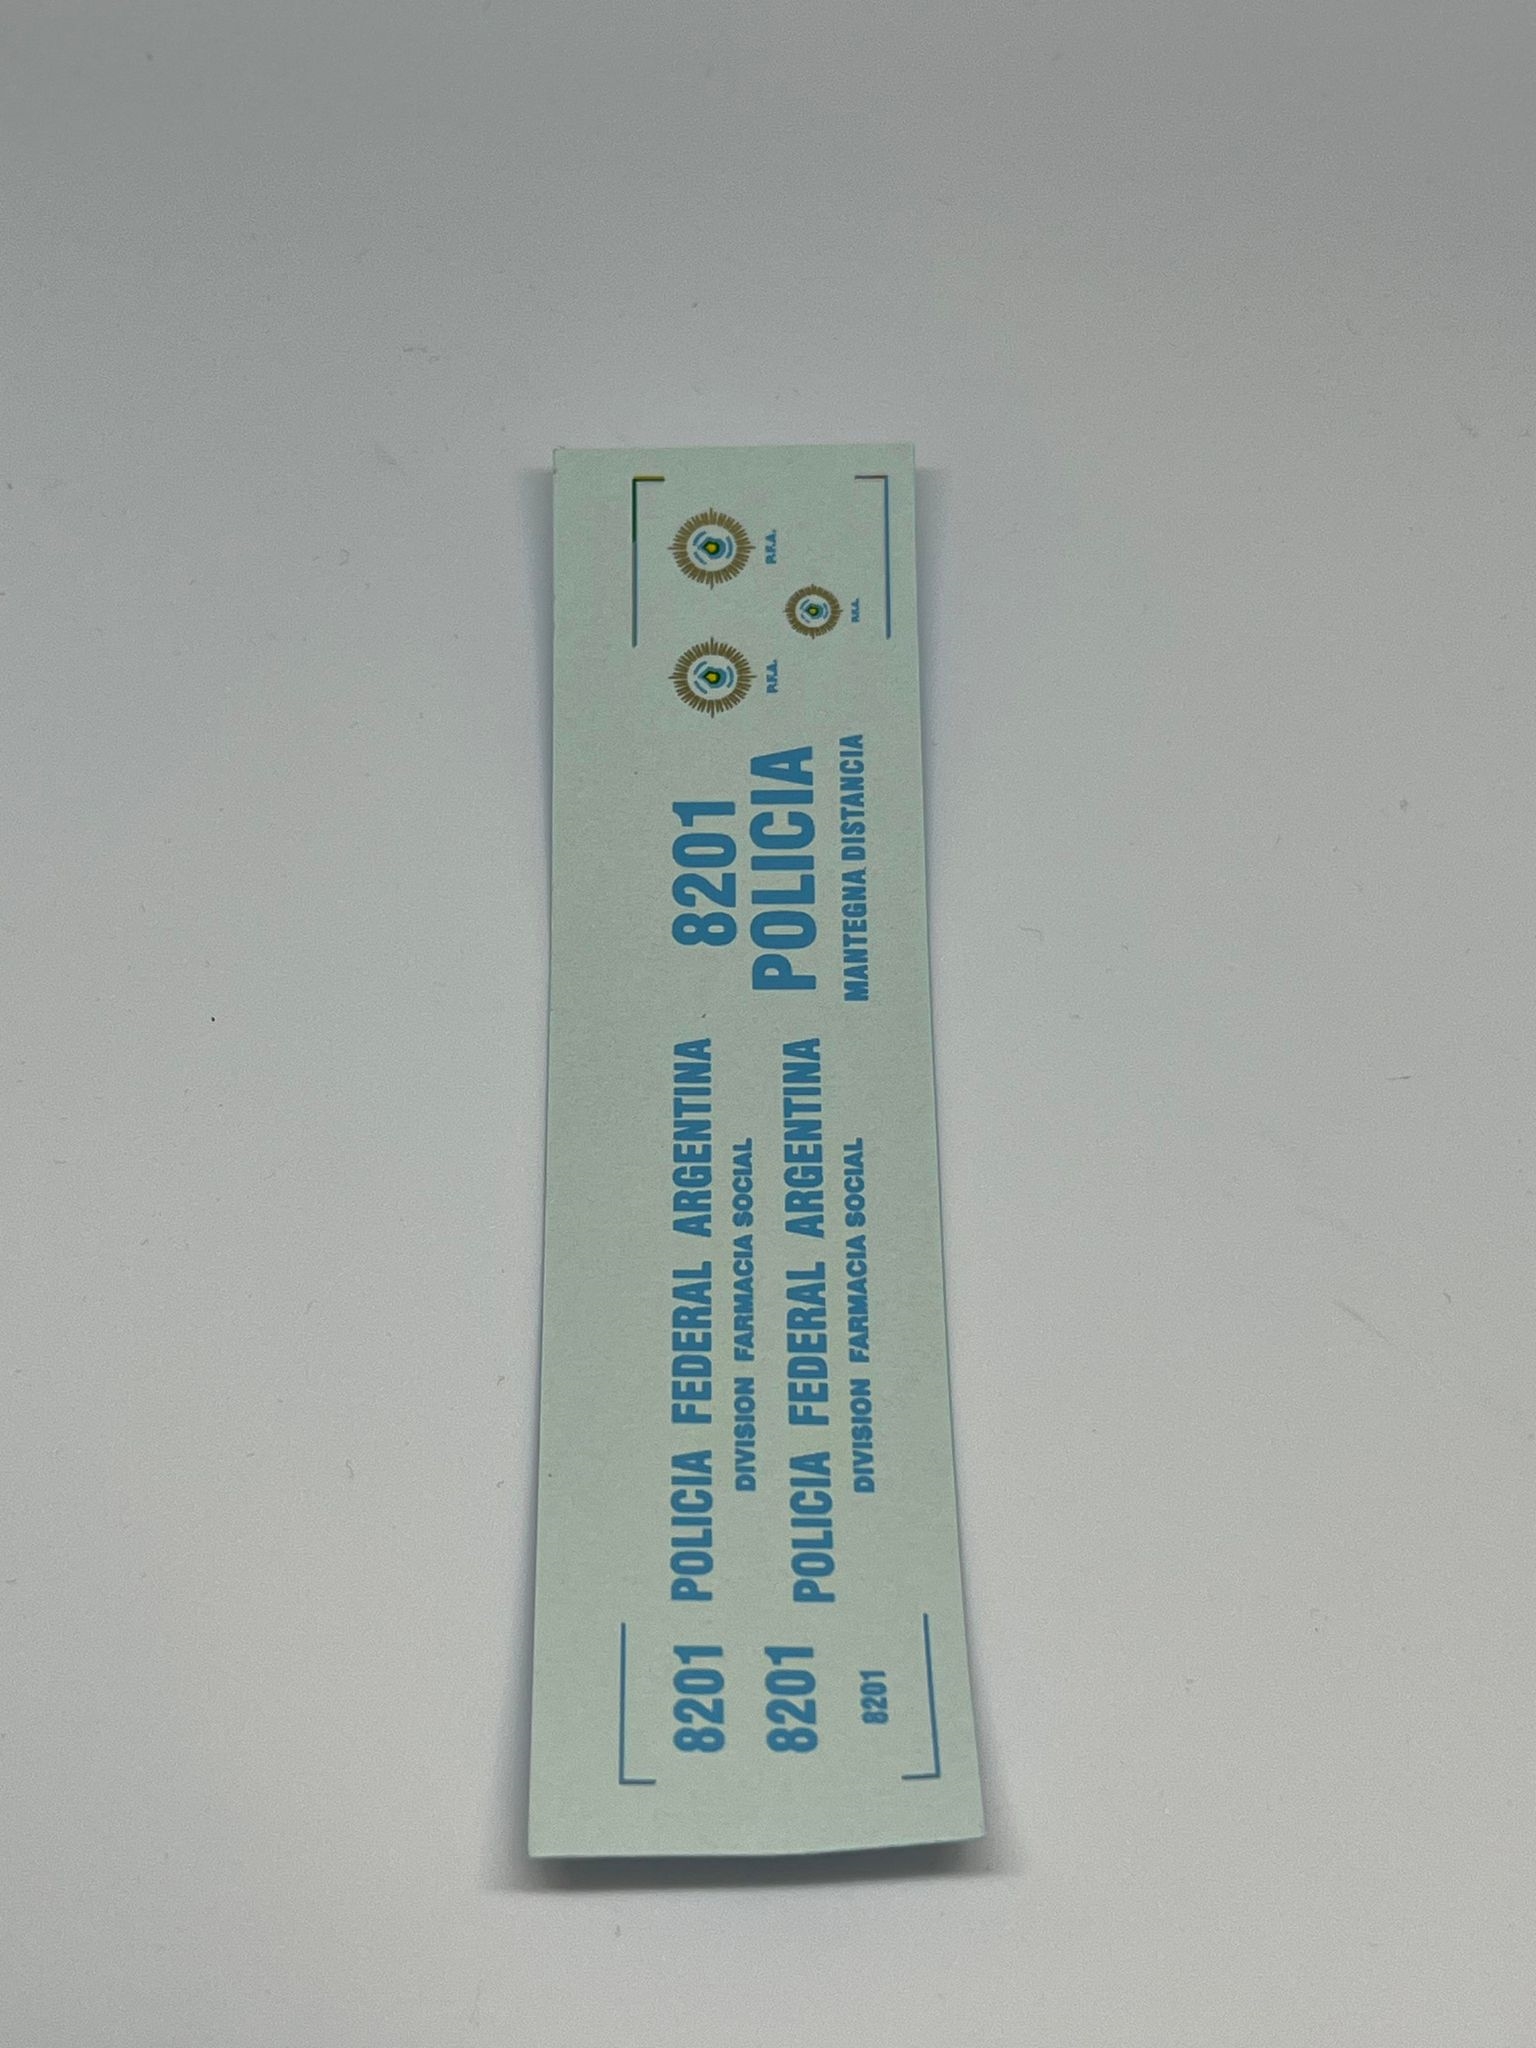 8201 POLICIA FEDERAL ARGENTINA
DIVISION FARMACIA SOCIAL
8201 POLICIA FEDERAL ARGENTINA
DIVISION FARMACIA SOCIAL
8201
8201
POLICIA
MANTEGNA DISTANCIA
P.F.A.
P.F.A.
P.F.A.